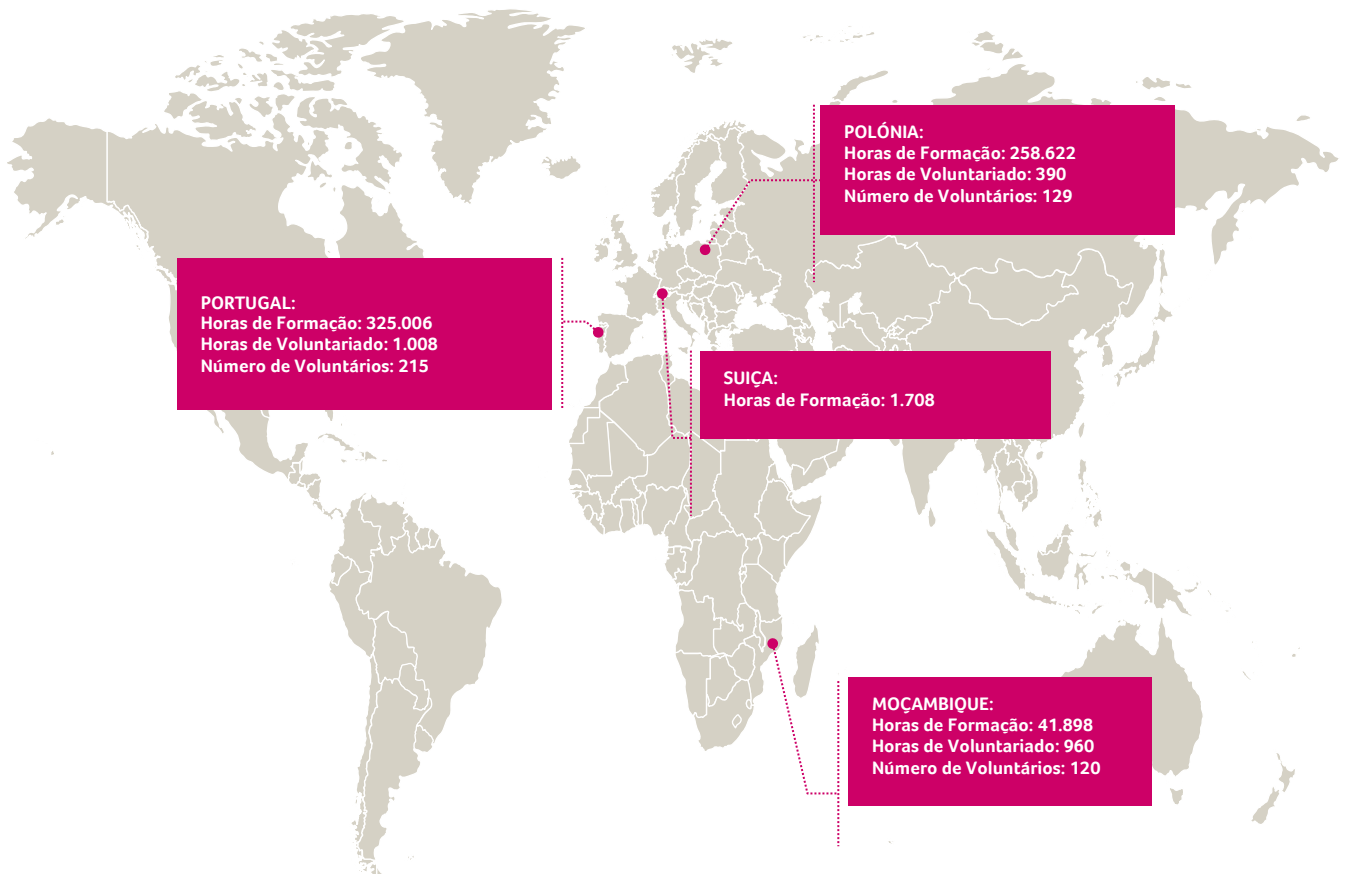 POLÓNIA:
Horas de Formação: 258.622
Horas de Voluntariado: 390
Número de Voluntários: 129
PORTUGAL:
Horas de Formação: 325.006
Horas de Voluntariado: 1.008
Número de Voluntários: 215
SUIÇA:
Horas de Formação: 1.708
MOÇAMBIQUE:
Horas de Formação: 41.898
Horas de Voluntariado: 960
Número de Voluntários: 120